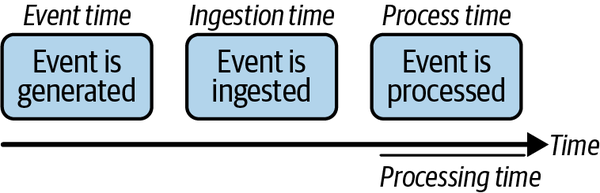 Event time
Ingestion time
Process time
Event is
generated
Event is
ingested
Event is
processed
Time
Processing time